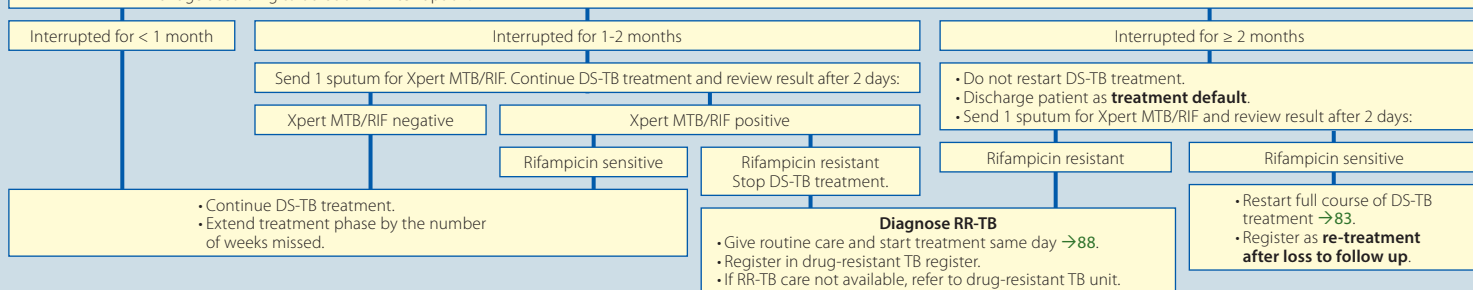 Interrupted for < 1 month
Interrupted for 1-2 months
Interrupted for ≥ 2 months
Send 1 sputum for Xpert MTB/RIF. Continue DS-TB treatment and review result after 2 days:
• Do not restart DS-TB treatment.
• Discharge patient as treatment default.
• Send 1 sputum for Xpert MTB/RIF and review result after 2 days:
Xpert MTB/RIF negative
Xpert MTB/RIF positive
Rifampicin sensitive
Rifampicin resistant
Stop DS-TB treatment.
Rifampicin resistant
Rifampicin sensitive
• Continue DS-TB treatment.
• Extend treatment phase by the number
of weeks missed.
Diagnose RR-TB
• Give routine care and start treatment same day →88.
• Register in drug-resistant TB register.
• If RR-TB care not available, refer to drug-resistant TB unit.
• Restart full course of DS-TB
treatment →83.
• Register as re-treatment
after loss to follow up.